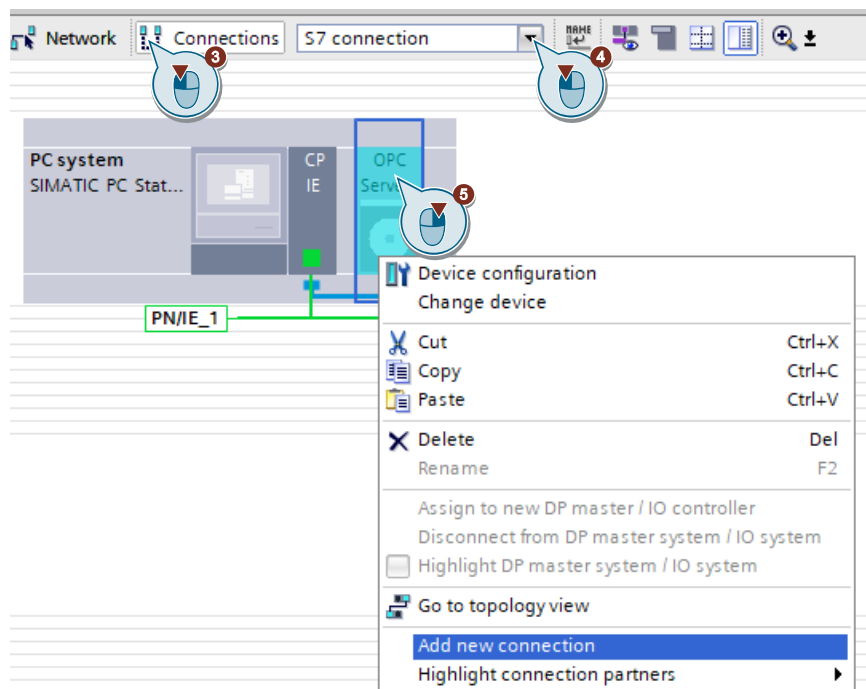 Network Connections S7 connection
NAME
3
4
PC system
CP
OPC
SIMATIC PC Stat...
IE
5
Device configuration
Change device
PN/IE_1
Cut Ctrl+X
Copy Ctrl+C
Paste Ctrl+V
Delete Del
Rename F2
Assign to new DP master / IO controller
Disconnect from DP master system / IO system
Highlight DP master system / IO system
Go to topology view
Add new connection
Highlight connection partners